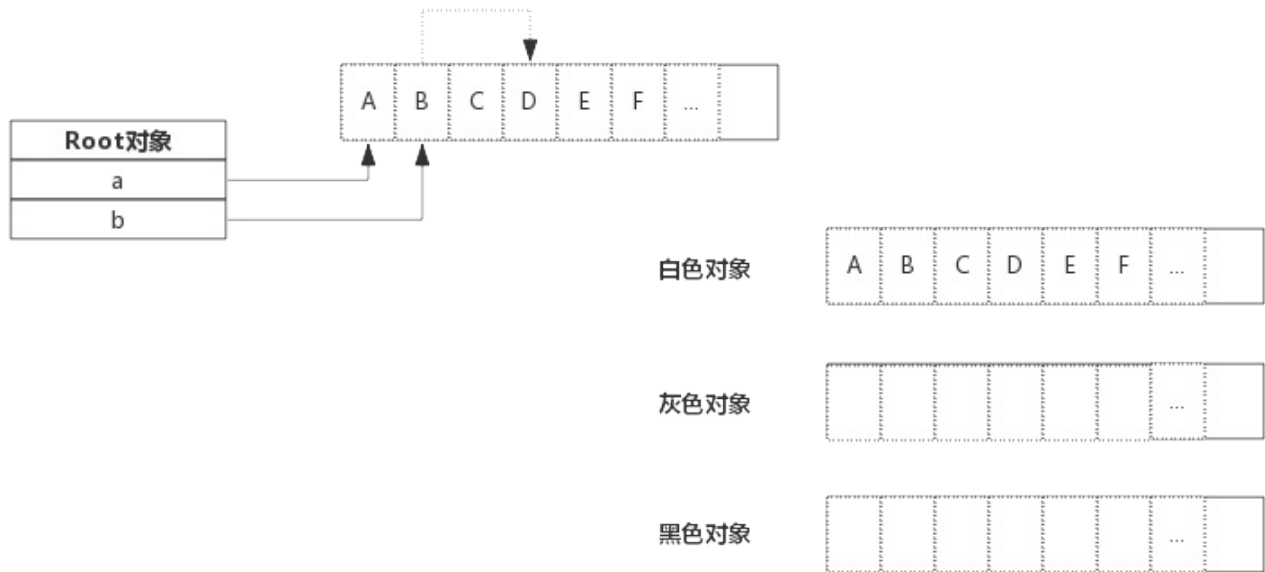 A B C D E F ...
Root对象
a
b
白色对象 A B C D E F ...
灰色对象 ...
黑色对象 ...